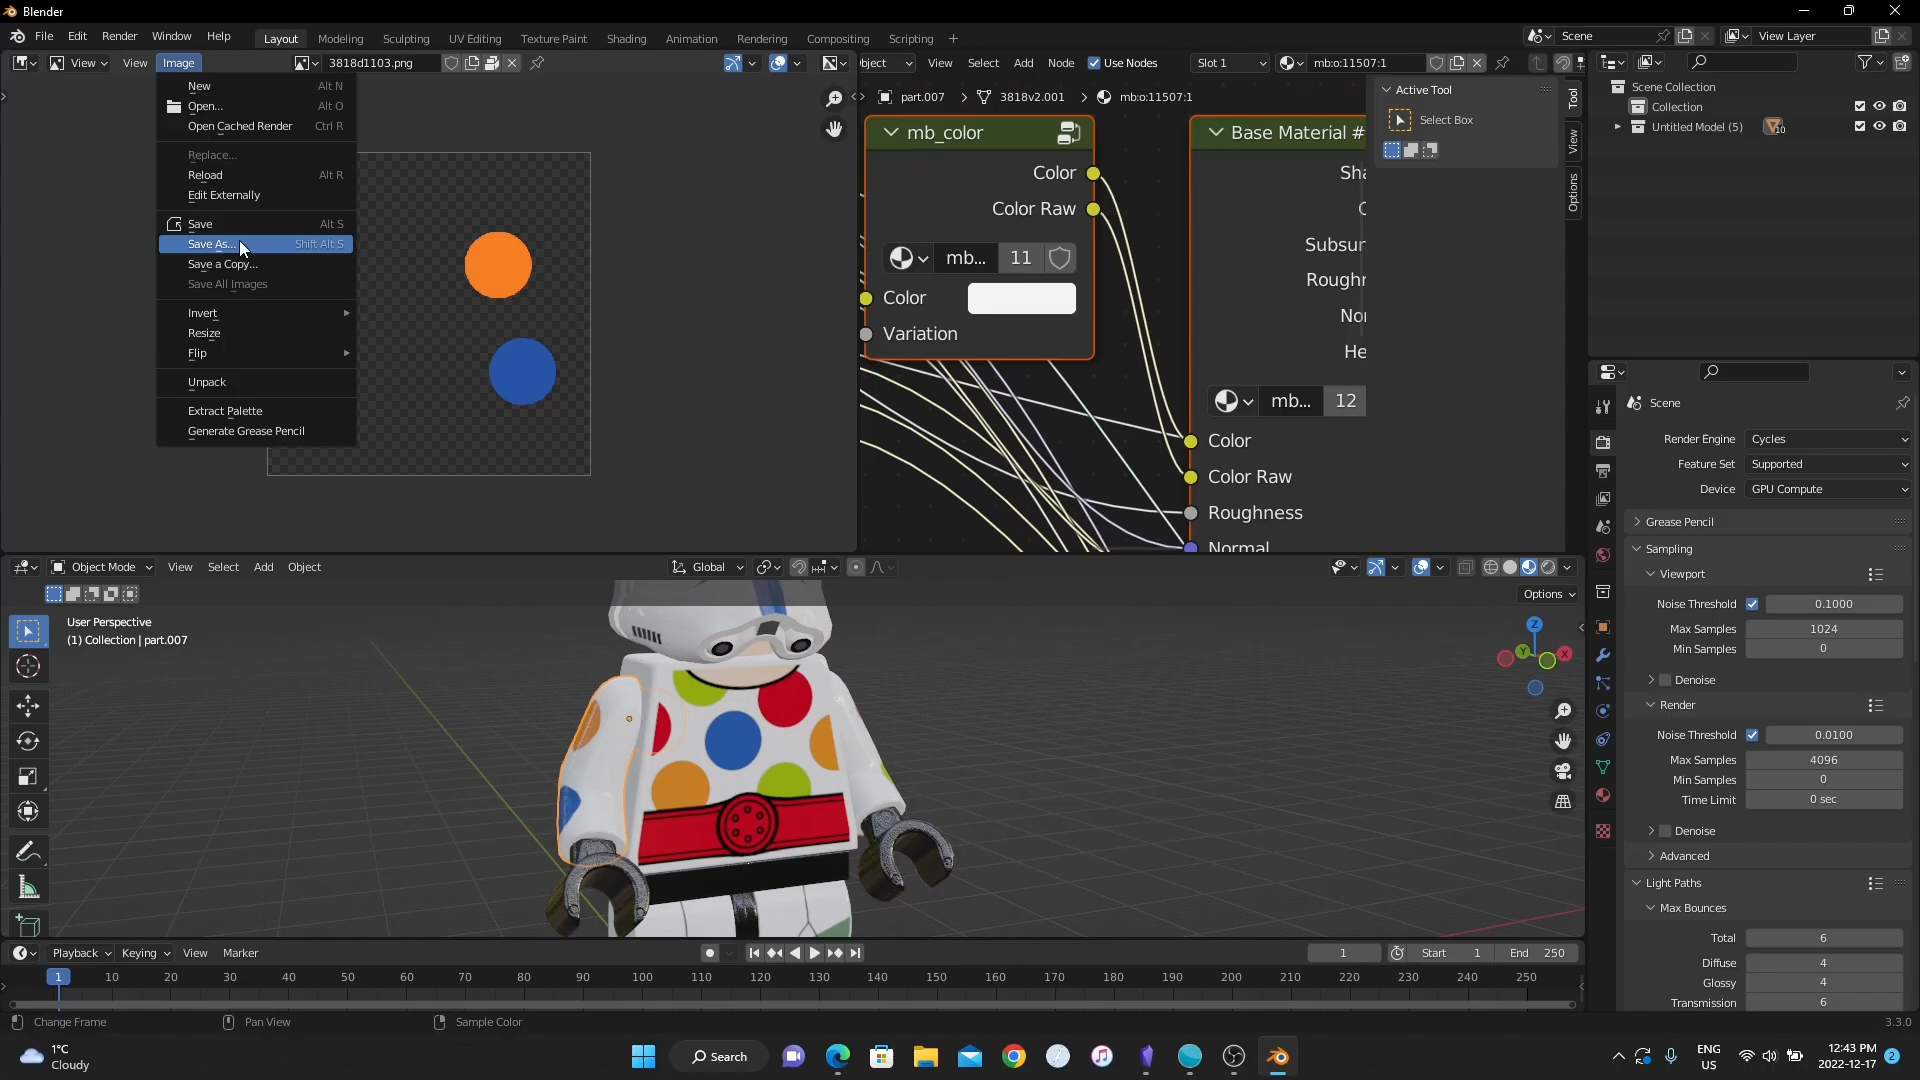 Blender
File Edit Render Window Help
Layout Modeling Sculpting UV Editing Texture Paint Shading Animation Rendering Compositing Scripting
Scene
View Layer
View
View
Image
3818d1103.png
bject
View
Select
Add
Node
Use Nodes
Slot 1
mb:o:11507:1
New Alt N
Open... Alt O
Open Cached Render Ctrl R
Replace...
Reload Alt R
Edit Externally
Save Alt S
Save As... Shift Alt S
Save a Copy...
Save All Images
Invert
Resize
Flip
Unpack
Extract Palette
Generate Grease Pencil
part.007
3818v2.001
mb:o:11507:1
mb_color
Color
Color Raw
mb... 11
Color
Variation
Base Material #
Sha
C
Subsur
Roughr
Nor
He
mb... 12
Color
Color Raw
Roughness
Normal
Active Tool
Select Box
Tool
View
Options
Scene Collection
Collection
Untitled Model (5)
10
Scene
Render Engine Cycles
Feature Set Supported
Device GPU Compute
Grease Pencil
Sampling
Viewport
Noise Threshold 0.1000
Max Samples 1024
Min Samples 0
Denoise
Render
Noise Threshold 0.0100
Max Samples 4096
Min Samples 0
Time Limit 0 sec
Denoise
Advanced
Light Paths
Max Bounces
Total 6
Diffuse 4
Glossy 4
Transmission 6
Object Mode
View
Select
Add
Object
Global
Options
User Perspective
(1) Collection | part.007
Z
Y
X
Playback
Keying
View
Marker
1
Start 1
End 250
1 10 20 30 40 50 60 70 80 90 100 110 120 130 140 150 160 170 180 190 200 210 220 230 240 250
Change Frame
Pan View
Sample Color
3.3.0
1°C
Cloudy
Search
ENG
US
12:43 PM
2022-12-17
2